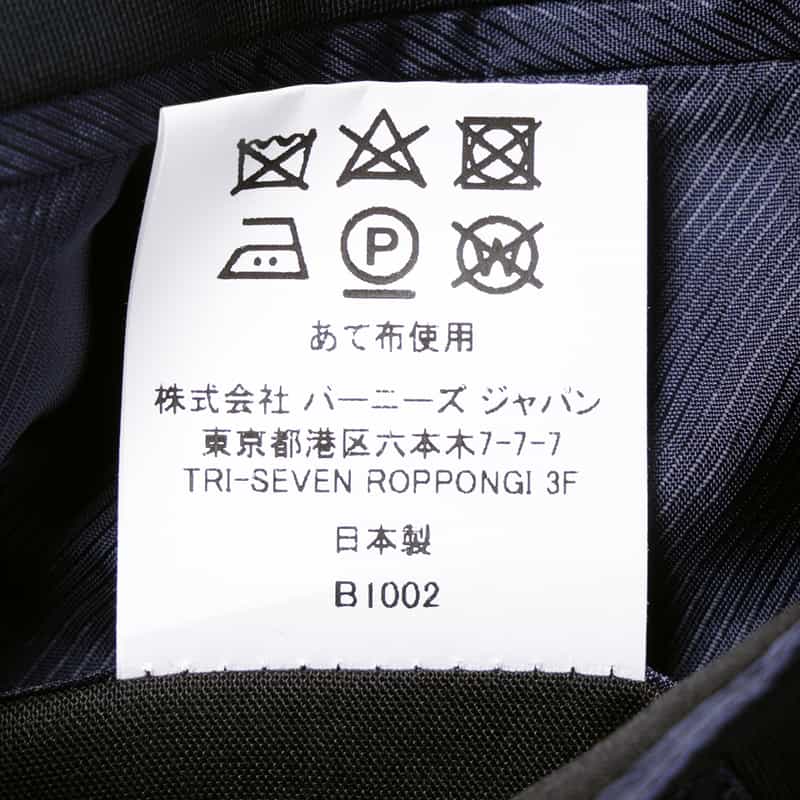 P W
あて布使用
株式会社 バーニーズ ジャパン
東京都港区六本木7-7-7
TRI-SEVEN ROPPONGI 3F
日本製
B1002